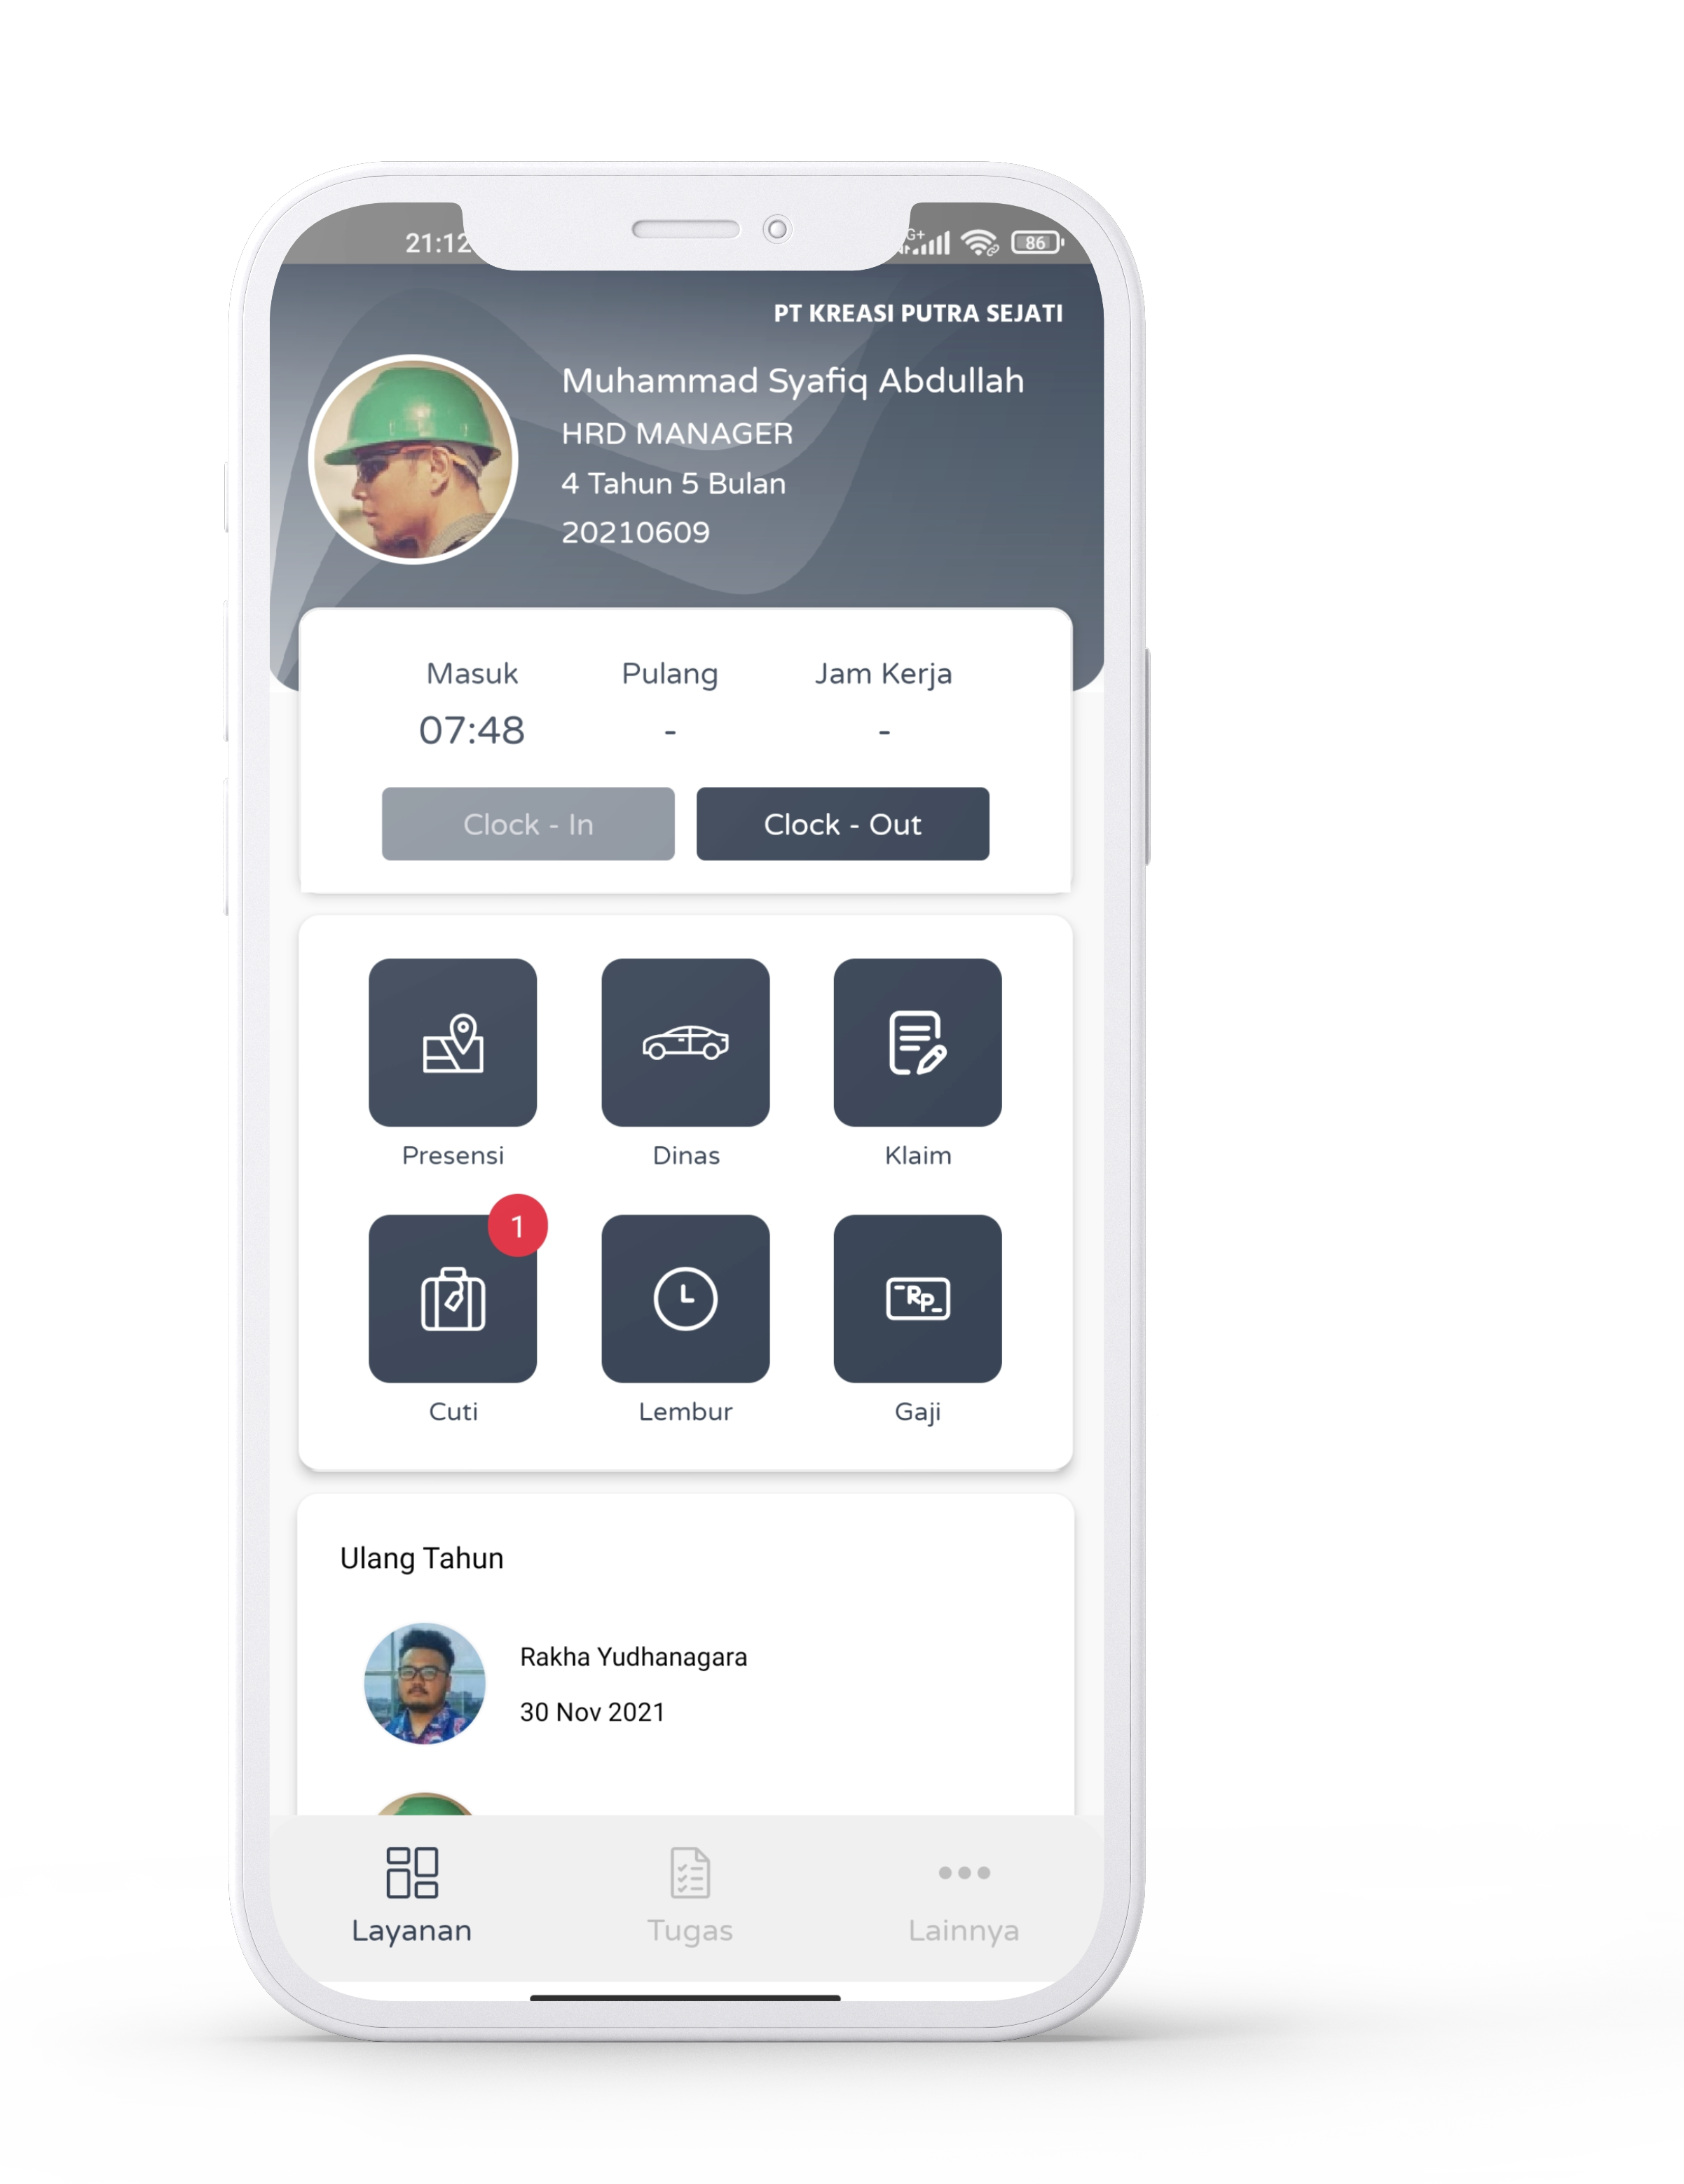 21:12
G+
86
PT KREASI PUTRA SEJATI
Muhammad Syafiq Abdullah
HRD MANAGER
4 Tahun 5 Bulan
20210609
Masuk Pulang Jam Kerja
07:48 - -
Clock - In Clock - Out
Presensi Dinas Klaim
1
RP
Cuti Lembur Gaji
Ulang Tahun
Rakha Yudhanagara
30 Nov 2021
Layanan Tugas Lainnya